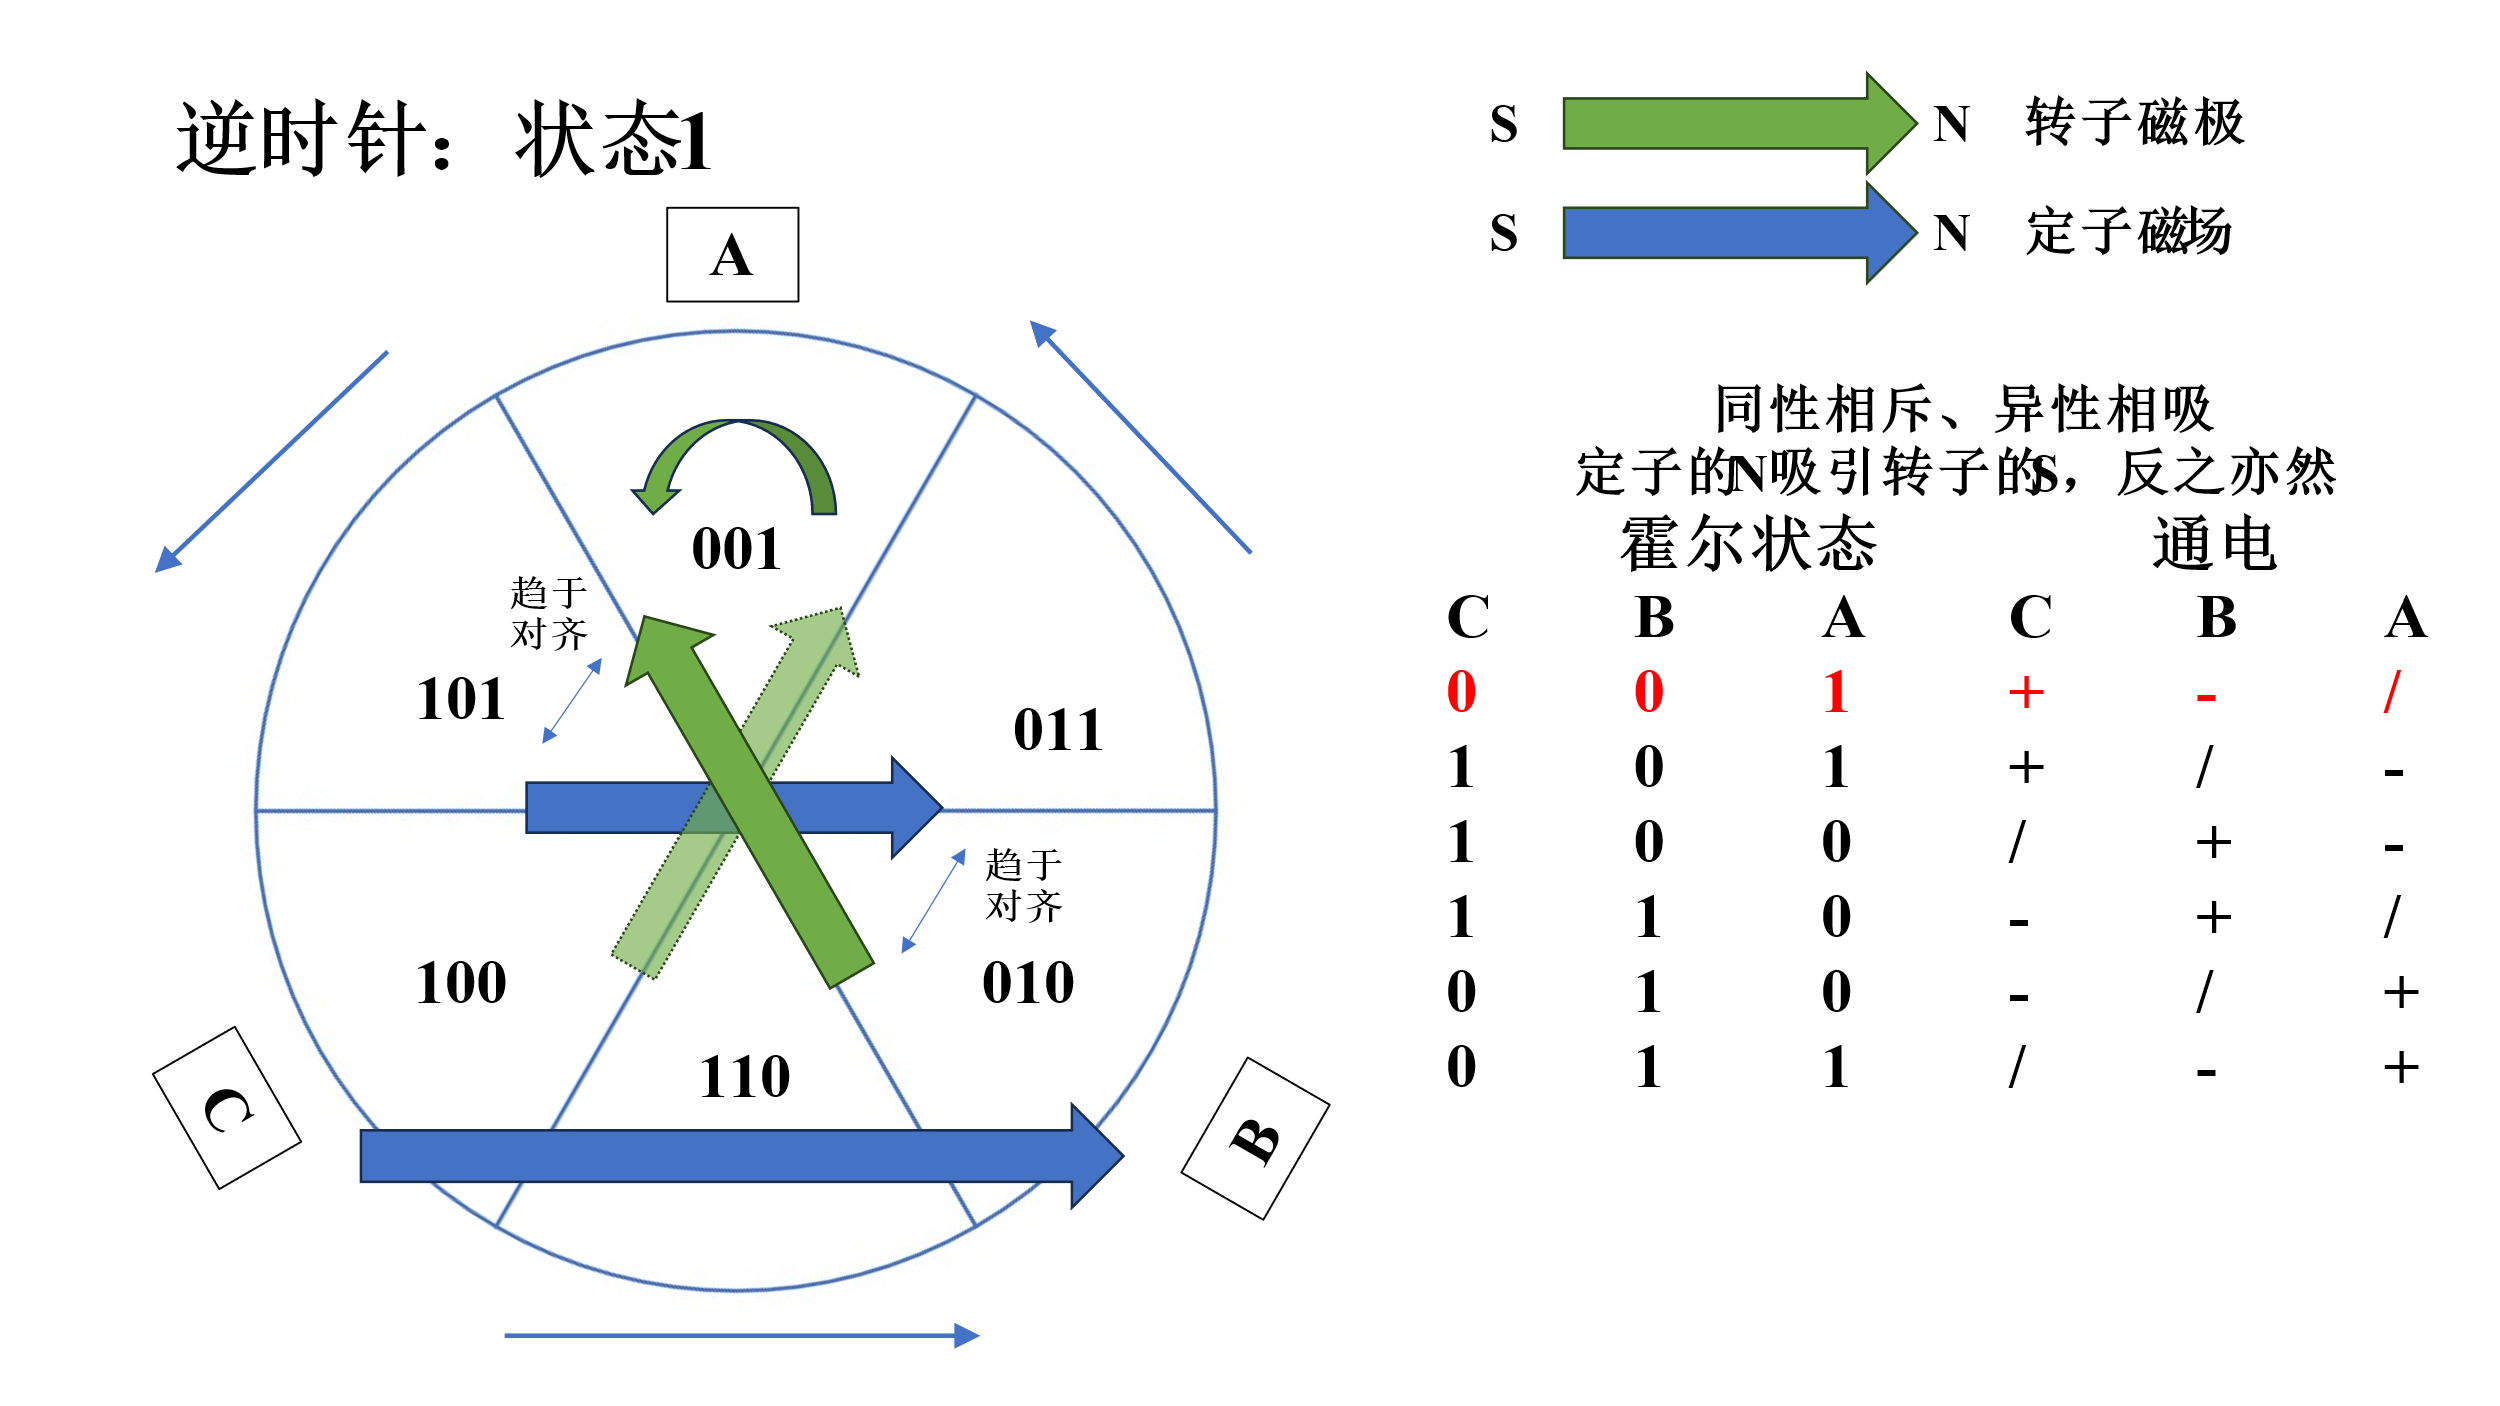 逆时针：状态1
S N 转子磁极
S N 定子磁场
A
同性相斥、异性相吸
定子的N吸引转子的S，反之亦然
霍尔状态 通电
C B A C B A
0 0 1 + - /
1 0 1 + / -
1 0 0 / + -
1 1 0 - + /
0 1 0 - / +
0 1 1 / - +
001
趋于
对齐
101
011
趋于
对齐
100
010
110
C
B